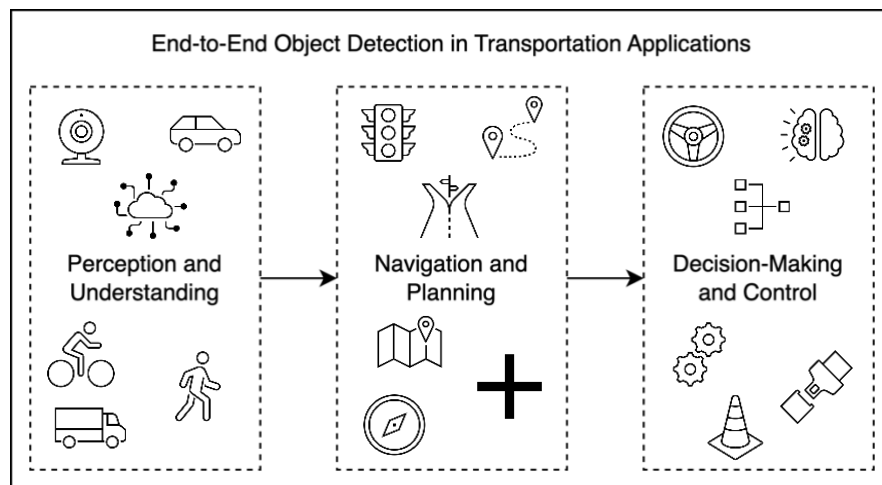 End-to-End Object Detection in Transportation Applications
Perception and
Understanding
Navigation and
Planning
Decision-Making
and Control